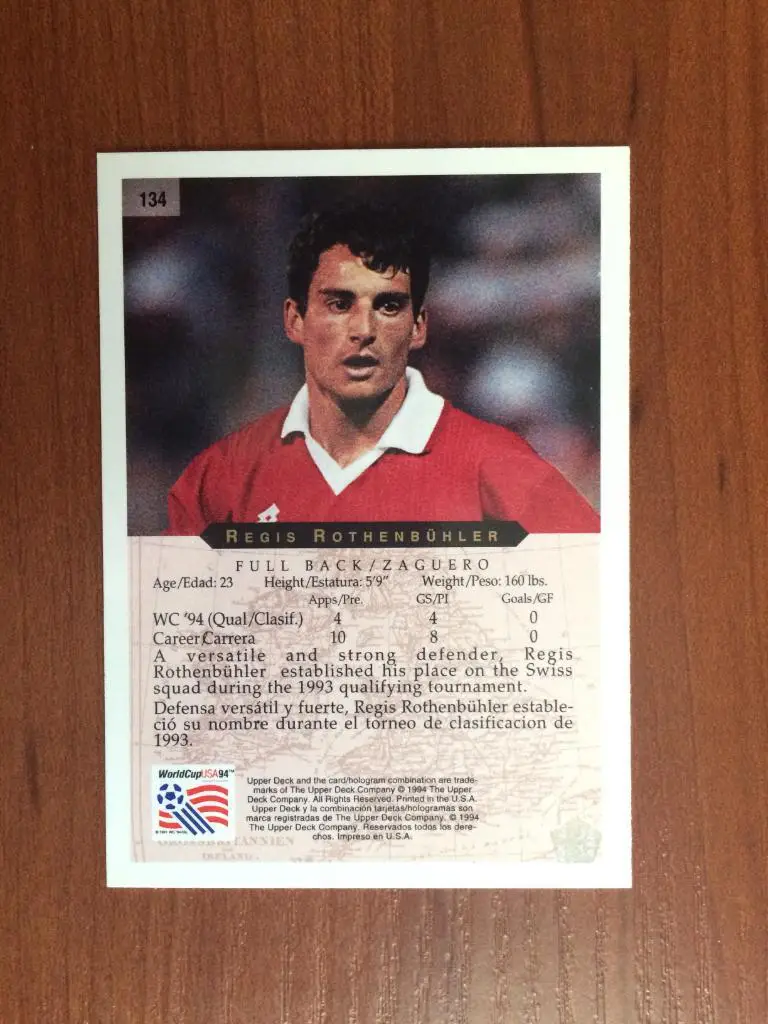 134
REGIS ROTHENBÜHLER
FULL BACK/ZAGUERO
Age/Edad: 23 Height/Estatura: 5'9" Weight/Peso: 160 lbs.
Apps/Pre. GS/PI Goals/GF
WC '94 (Qual/Clasif.) 4 4 0
Career/Carrera 10 8 0
A versatile and strong defender, Regis
Rothenbühler established his place on the Swiss
squad during the 1993 qualifying tournament.
Defensa versátil y fuerte, Regis Rothenbühler estable-
ció su nombre durante el torneo de clasificacion de
1993.
WorldCupUSA94™
Upper Deck and the card/hologram combination are trade-
marks of The Upper Deck Company © 1994 The Upper
Deck Company. All Rights Reserved. Printed in the U.S.A.
Upper Deck y la combinación tarjetas/hologramas son
marca registradas de The Upper Deck Company. © 1994
The Upper Deck Company. Reservados todos los dere-
chos. Impreso en U.S.A.
GROSSBRITANNIEN
IRELAND